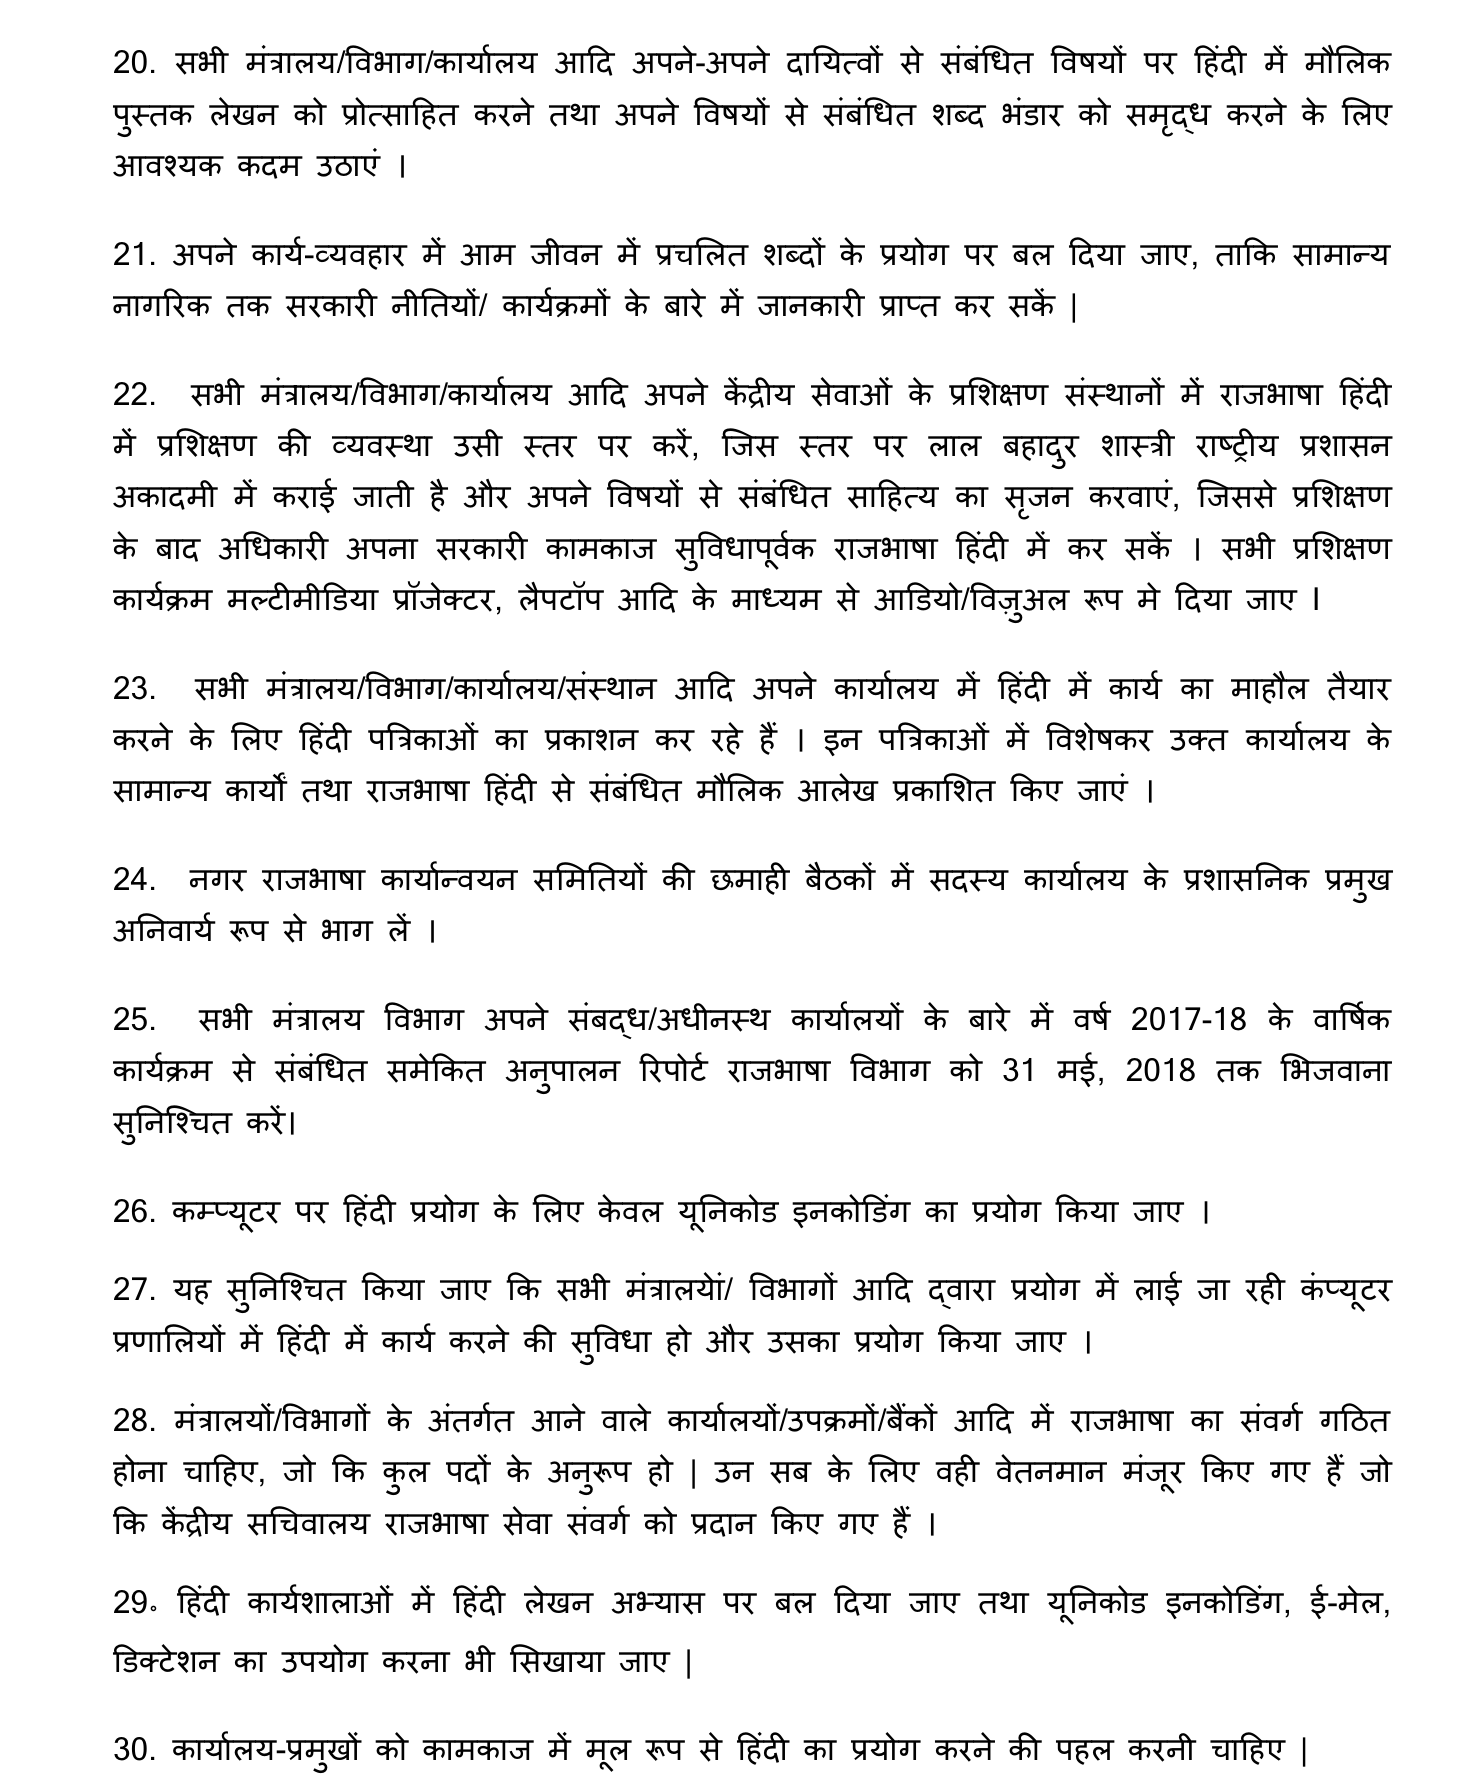 20. सभी मंत्रालय/विभाग/कार्यालय आदि अपने-अपने दायित्वों से संबंधित विषयों पर हिंदी में मौलिक
पुस्तक लेखन को प्रोत्साहित करने तथा अपने विषयों से संबंधित शब्द भंडार को समृद्ध करने के लिए
आवश्यक कदम उठाएं ।
21. अपने कार्य-व्यवहार में आम जीवन में प्रचलित शब्दों के प्रयोग पर बल दिया जाए, ताकि सामान्य
नागरिक तक सरकारी नीतियों/ कार्यक्रमों के बारे में जानकारी प्राप्त कर सकें |
22. सभी मंत्रालय/विभाग/कार्यालय आदि अपने केंद्रीय सेवाओं के प्रशिक्षण संस्थानों में राजभाषा हिंदी
में प्रशिक्षण की व्यवस्था उसी स्तर पर करें, जिस स्तर पर लाल बहादुर शास्त्री राष्ट्रीय प्रशासन
अकादमी में कराई जाती है और अपने विषयों से संबंधित साहित्य का सृजन करवाएं, जिससे प्रशिक्षण
के बाद अधिकारी अपना सरकारी कामकाज सुविधापूर्वक राजभाषा हिंदी में कर सकें । सभी प्रशिक्षण
कार्यक्रम मल्टीमीडिया प्रॉजेक्टर, लैपटॉप आदि के माध्यम से आडियो/विज़ुअल रूप मे दिया जाए ।
23. सभी मंत्रालय/विभाग/कार्यालय/संस्थान आदि अपने कार्यालय में हिंदी में कार्य का माहौल तैयार
करने के लिए हिंदी पत्रिकाओं का प्रकाशन कर रहे हैं । इन पत्रिकाओं में विशेषकर उक्त कार्यालय के
सामान्य कार्यों तथा राजभाषा हिंदी से संबंधित मौलिक आलेख प्रकाशित किए जाएं ।
24. नगर राजभाषा कार्यान्वयन समितियों की छमाही बैठकों में सदस्य कार्यालय के प्रशासनिक प्रमुख
अनिवार्य रूप से भाग लें ।
25. सभी मंत्रालय विभाग अपने संबद्ध/अधीनस्थ कार्यालयों के बारे में वर्ष 2017-18 के वार्षिक
कार्यक्रम से संबंधित समेकित अनुपालन रिपोर्ट राजभाषा विभाग को 31 मई, 2018 तक भिजवाना
सुनिश्चित करें।
26. कम्प्यूटर पर हिंदी प्रयोग के लिए केवल यूनिकोड इनकोडिंग का प्रयोग किया जाए ।
27. यह सुनिश्चित किया जाए कि सभी मंत्रालयेां/ विभागों आदि द्वारा प्रयोग में लाई जा रही कंप्यूटर
प्रणालियों में हिंदी में कार्य करने की सुविधा हो और उसका प्रयोग किया जाए ।
28. मंत्रालयों/विभागों के अंतर्गत आने वाले कार्यालयों/उपक्रमों/बैंकों आदि में राजभाषा का संवर्ग गठित
होना चाहिए, जो कि कुल पदों के अनुरूप हो | उन सब के लिए वही वेतनमान मंजूर किए गए हैं जो
कि केंद्रीय सचिवालय राजभाषा सेवा संवर्ग को प्रदान किए गए हैं ।
29॰ हिंदी कार्यशालाओं में हिंदी लेखन अभ्यास पर बल दिया जाए तथा यूनिकोड इनकोडिंग, ई-मेल,
डिक्टेशन का उपयोग करना भी सिखाया जाए |
30. कार्यालय-प्रमुखों को कामकाज में मूल रूप से हिंदी का प्रयोग करने की पहल करनी चाहिए |